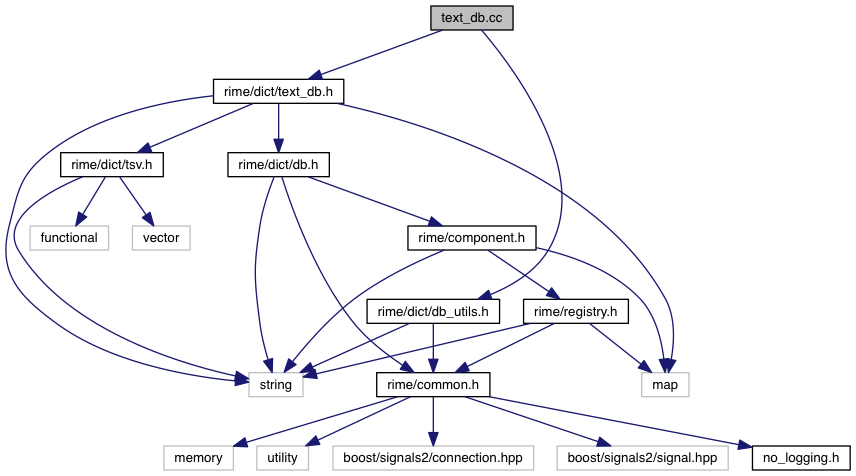 text_db.cc
rime/dict/text_db.h
rime/dict/tsv.h
rime/dict/db.h
functional
vector
rime/component.h
rime/dict/db_utils.h
rime/registry.h
string
rime/common.h
map
memory
utility
boost/signals2/connection.hpp
boost/signals2/signal.hpp
no_logging.h